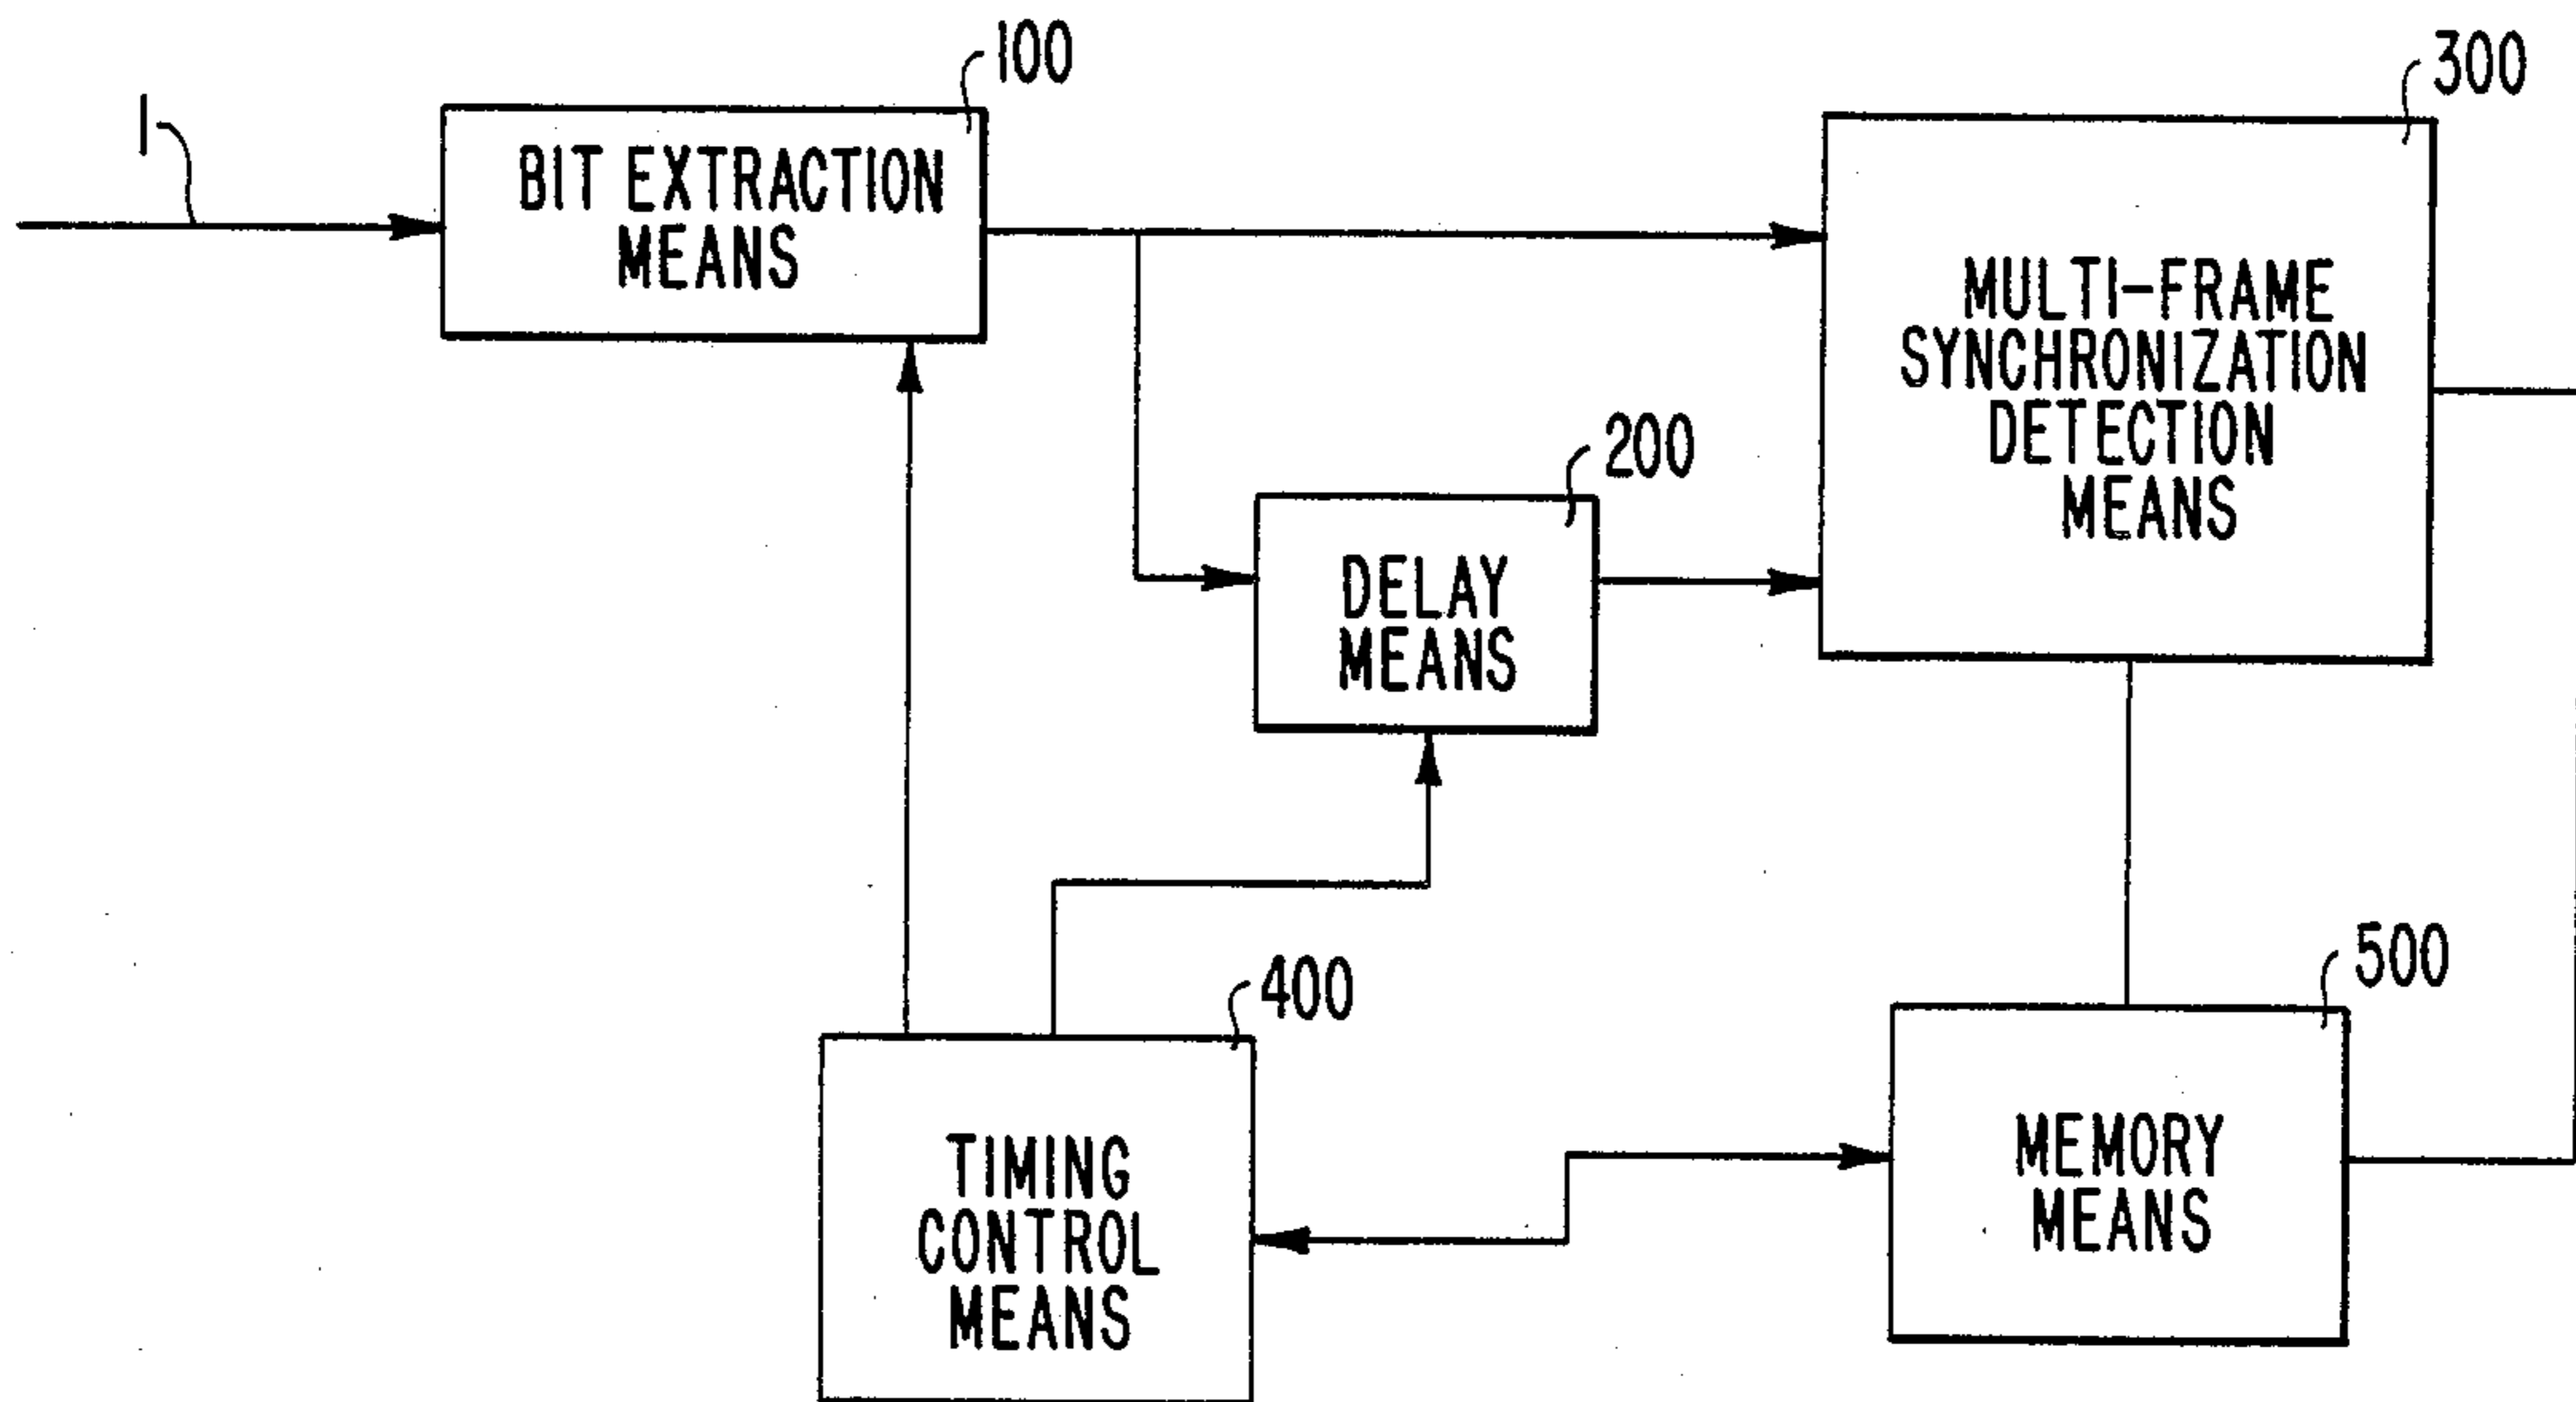 1
100
BIT EXTRACTION
MEANS
300
MULTI-FRAME
SYNCHRONIZATION
DETECTION
MEANS
200
DELAY
MEANS
400
TIMING
CONTROL
MEANS
500
MEMORY
MEANS